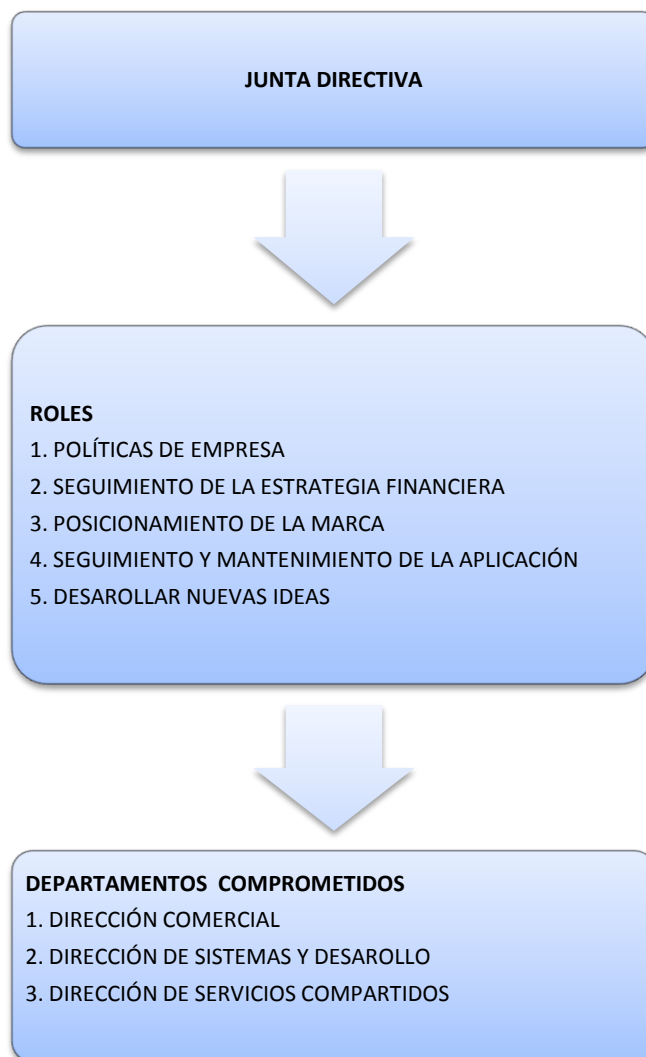 JUNTA DIRECTIVA
ROLES
1. POLÍTICAS DE EMPRESA
2. SEGUIMIENTO DE LA ESTRATEGIA FINANCIERA
3. POSICIONAMIENTO DE LA MARCA
4. SEGUIMIENTO Y MANTENIMIENTO DE LA APLICACIÓN
5. DESAROLLAR NUEVAS IDEAS
DEPARTAMENTOS COMPROMETIDOS
1. DIRECCIÓN COMERCIAL
2. DIRECCIÓN DE SISTEMAS Y DESAROLLO
3. DIRECCIÓN DE SERVICIOS COMPARTIDOS